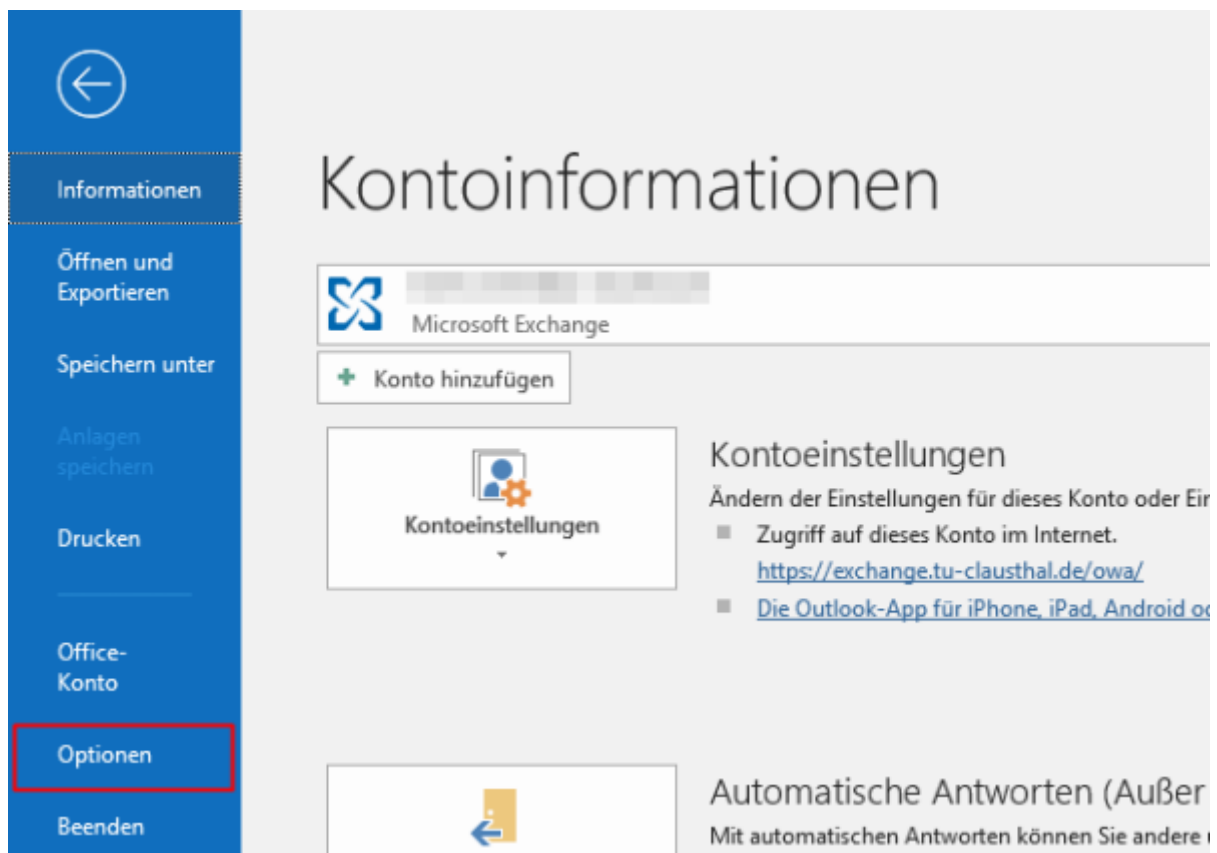 Informationen
Öffnen und
Exportieren
Speichern unter
Anlagen
speichern
Drucken
Office-
Konto
Optionen
Beenden
Kontoinformationen
Microsoft Exchange
Konto hinzufügen
Kontoeinstellungen
Kontoeinstellungen
Ändern der Einstellungen für dieses Konto oder
Zugriff auf dieses Konto im Internet.
https://exchange.tu-clausthal.de/owa/
Die Outlook-App für iPhone, iPad, Android
Automatische Antworten (Außer
Mit automatischen Antworten können Sie andere